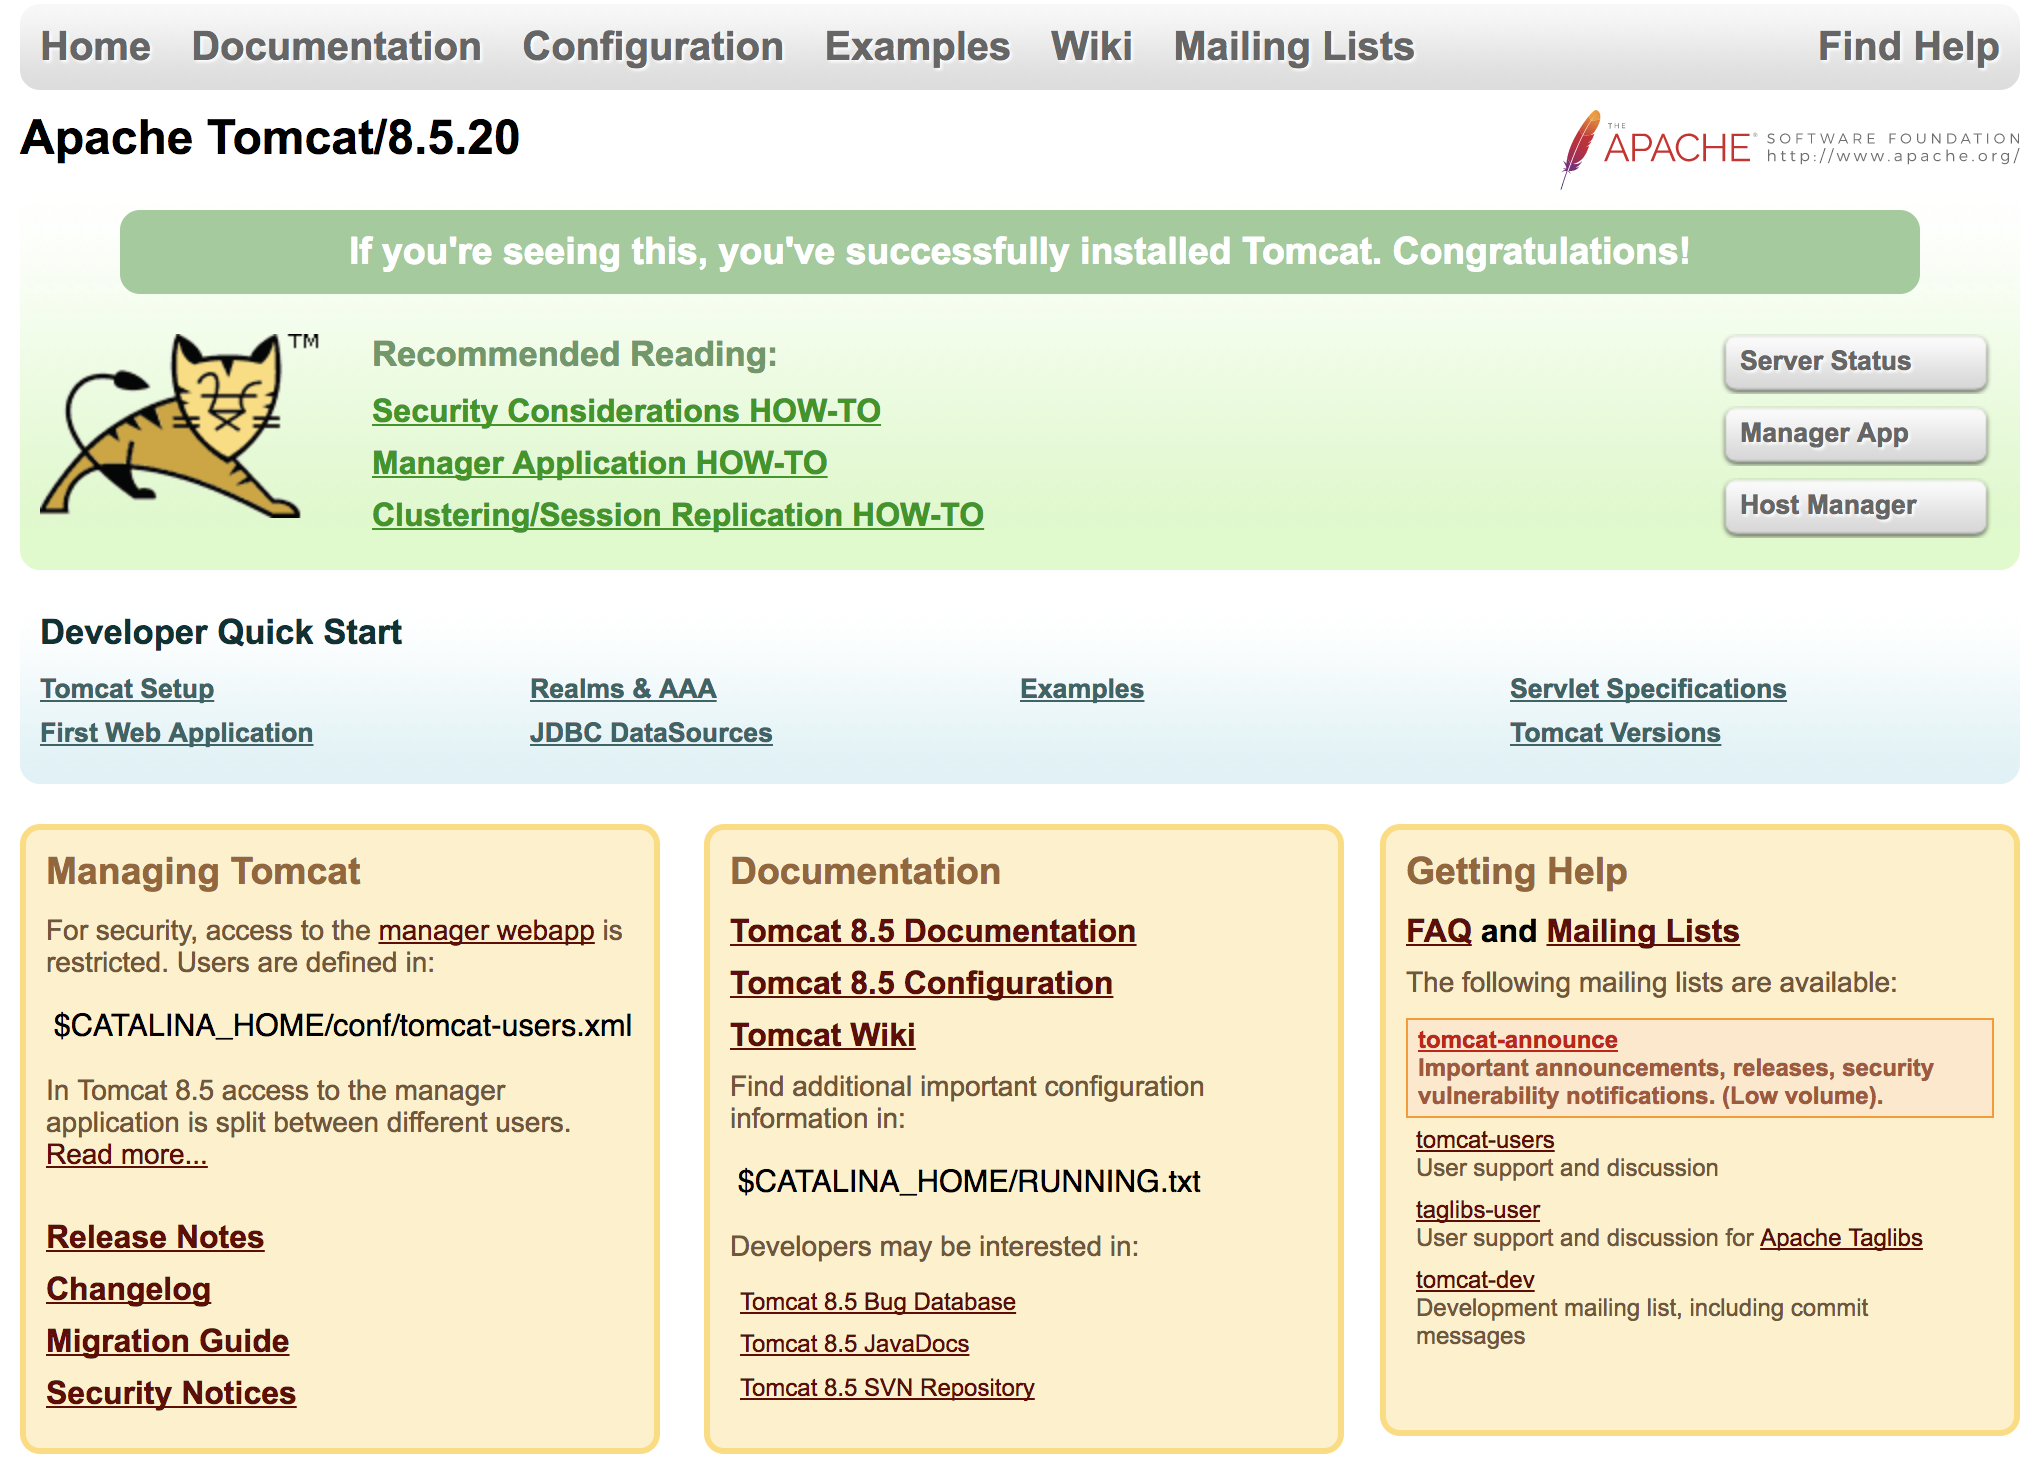 Home Documentation Configuration Examples Wiki Mailing Lists Find Help
Apache Tomcat/8.5.20
THE APACHE® SOFTWARE FOUNDATION
http://www.apache.org/
If you're seeing this, you've successfully installed Tomcat. Congratulations!
TM
Recommended Reading:
Security Considerations HOW-TO
Manager Application HOW-TO
Clustering/Session Replication HOW-TO
Server Status
Manager App
Host Manager
Developer Quick Start
Tomcat Setup
First Web Application
Realms & AAA
JDBC DataSources
Examples
Servlet Specifications
Tomcat Versions
Managing Tomcat
For security, access to the manager webapp is
restricted. Users are defined in:
$CATALINA_HOME/conf/tomcat-users.xml
In Tomcat 8.5 access to the manager
application is split between different users.
Read more...
Release Notes
Changelog
Migration Guide
Security Notices
Documentation
Tomcat 8.5 Documentation
Tomcat 8.5 Configuration
Tomcat Wiki
Find additional important configuration
information in:
$CATALINA_HOME/RUNNING.txt
Developers may be interested in:
Tomcat 8.5 Bug Database
Tomcat 8.5 JavaDocs
Tomcat 8.5 SVN Repository
Getting Help
FAQ and Mailing Lists
The following mailing lists are available:
tomcat-announce
Important announcements, releases, security
vulnerability notifications. (Low volume).
tomcat-users
User support and discussion
taglibs-user
User support and discussion for Apache Taglibs
tomcat-dev
Development mailing list, including commit
messages